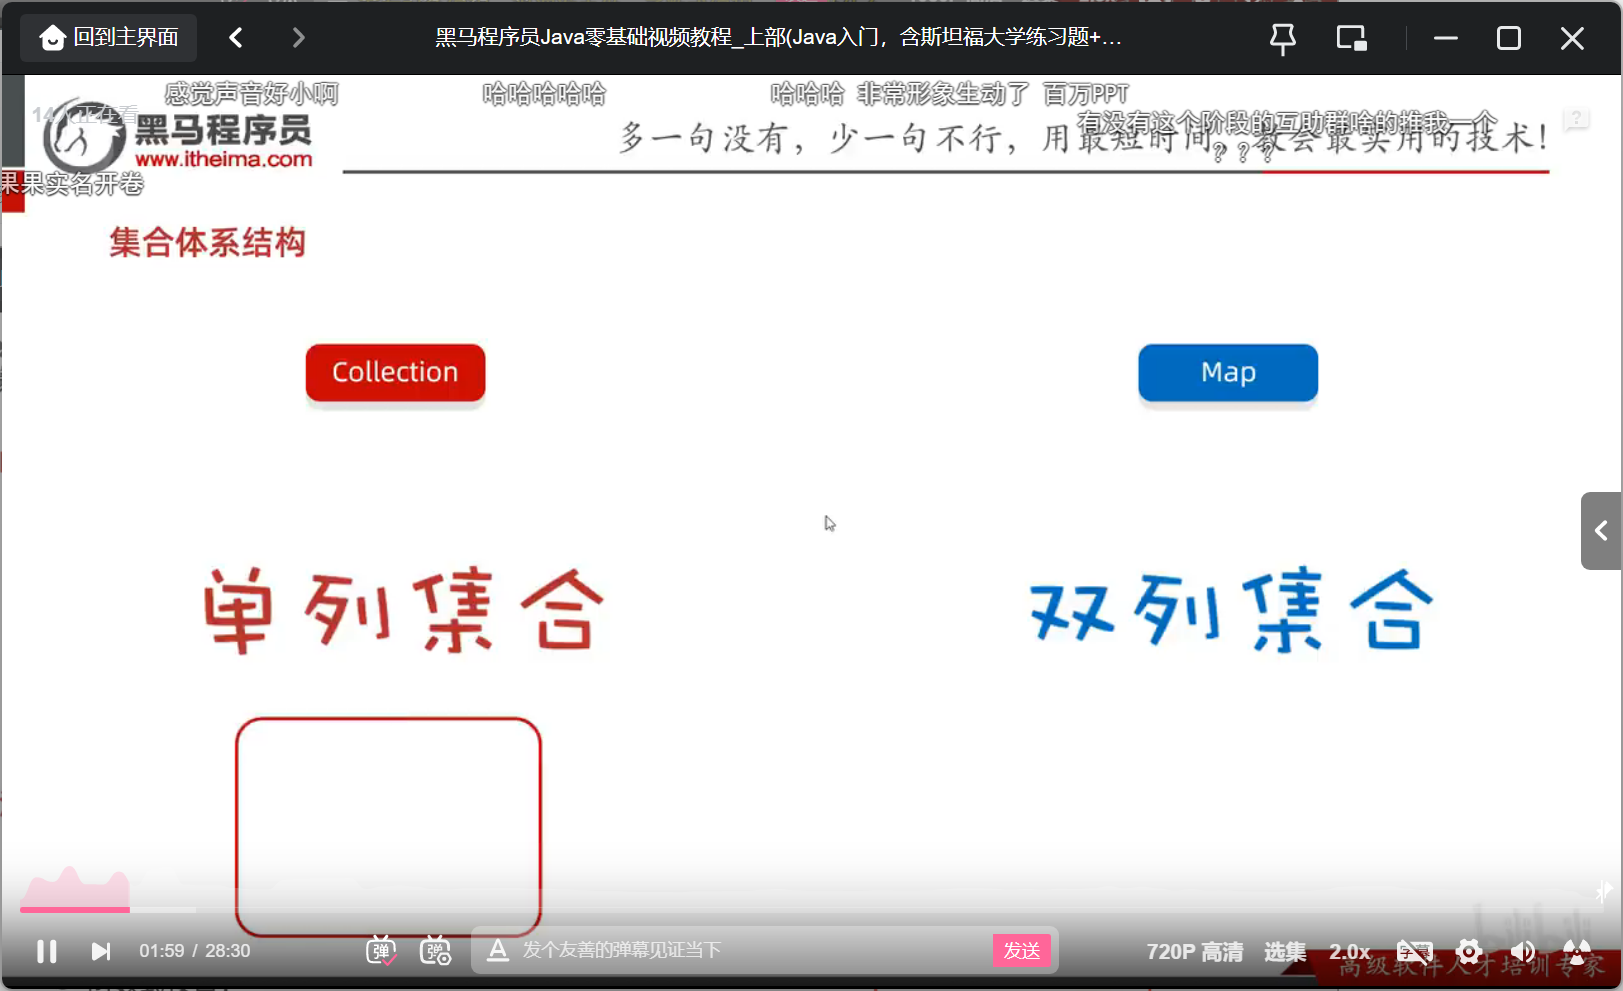 回到主界面
黑马程序员Java零基础视频教程_上部(Java入门，含斯坦福大学练习题+...
感觉声音好小啊
哈哈哈哈哈
哈哈哈 非常形象生动了 百万PPT
14人正在看
有没有这个阶段的互助群啥的推我一个
黑马程序员
www.itheima.com
多一句没有，少一句不行，用最短时间，教会最实用的技术！
？？？
果果实名开卷
集合体系结构
Collection
Map
单列集合
双列集合
01:59 / 28:30
弹
弹
发个友善的弹幕见证当下
发送
720P 高清
选集
2.0x
字幕
bilibili
高级软件人才培训专家